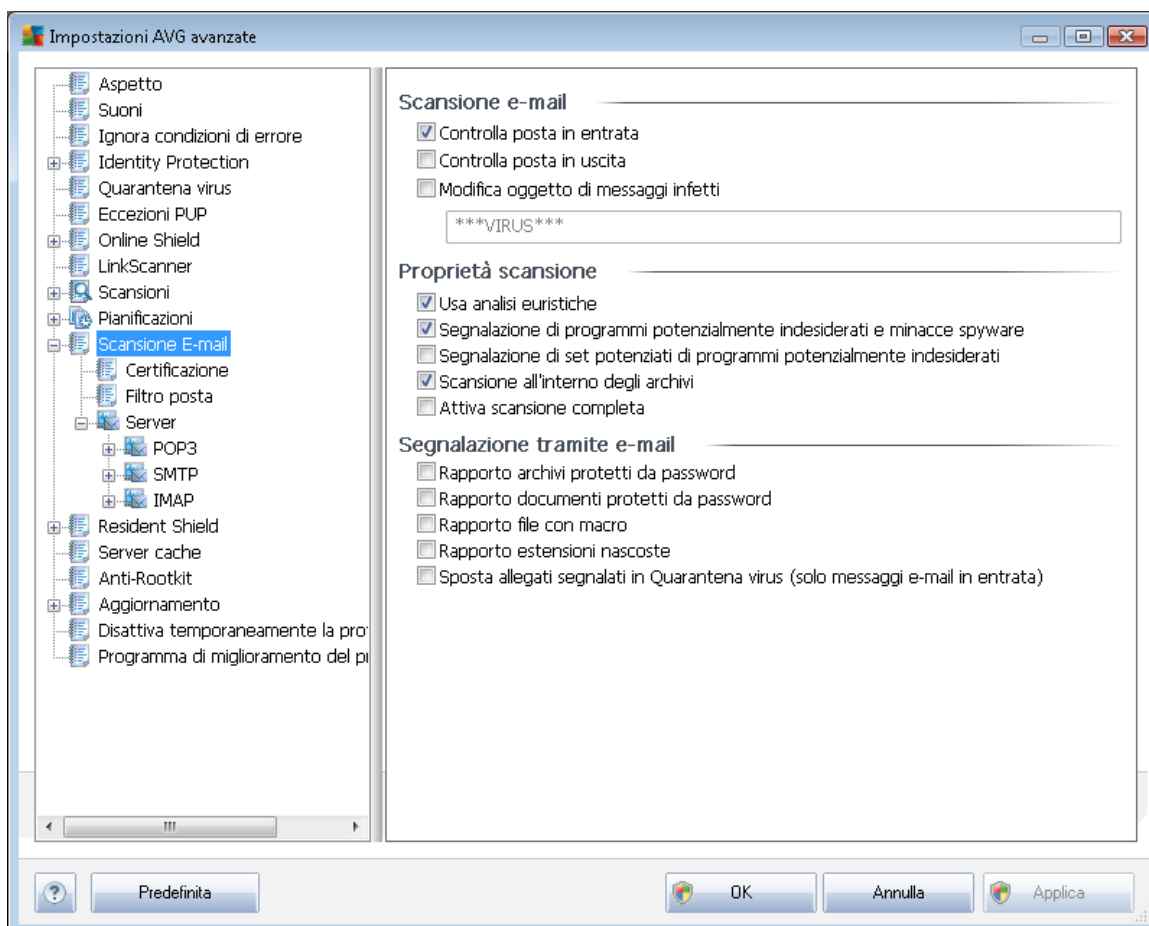 Impostazioni AVG avanzate
Aspetto
Suoni
Ignora condizioni di errore
Identity Protection
Quarantena virus
Eccezioni PUP
Online Shield
LinkScanner
Scansioni
Pianificazioni
Scansione E-mail
Certificazione
Filtro posta
Server
POP3
SMTP
IMAP
Resident Shield
Server cache
Anti-Rootkit
Aggiornamento
Disattiva temporaneamente la pro
Programma di miglioramento del p
Scansione e-mail
Controlla posta in entrata
Controlla posta in uscita
Modifica oggetto di messaggi infetti
***VIRUS***
Proprietà scansione
Usa analisi euristiche
Segnalazione di programmi potenzialmente indesiderati e minacce spyware
Segnalazione di set potenziati di programmi potenzialmente indesiderati
Scansione all'interno degli archivi
Attiva scansione completa
Segnalazione tramite e-mail
Rapporto archivi protetti da password
Rapporto documenti protetti da password
Rapporto file con macro
Rapporto estensioni nascoste
Sposta allegati segnalati in Quarantena virus (solo messaggi e-mail in entrata)
?
Predefinita
OK
Annulla
Applica